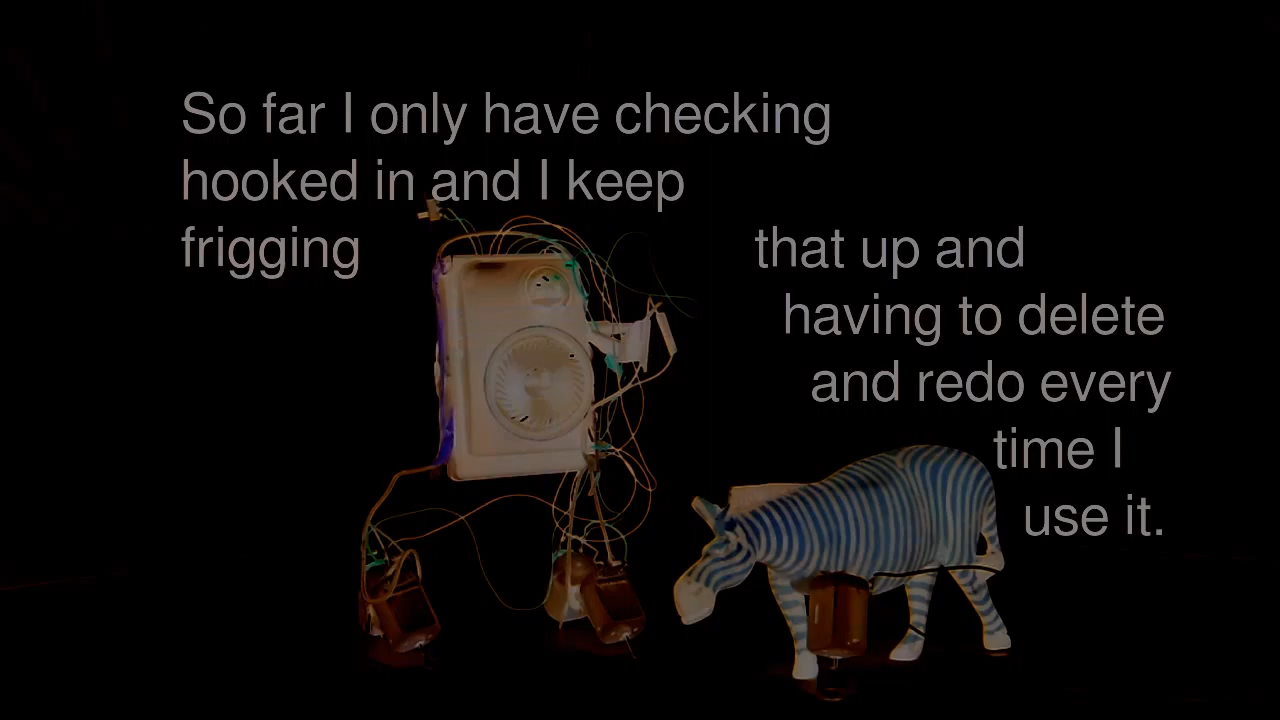 So far I only have checking
hooked in and I keep
frigging that up and
having to delete
and redo every
time I
use it.